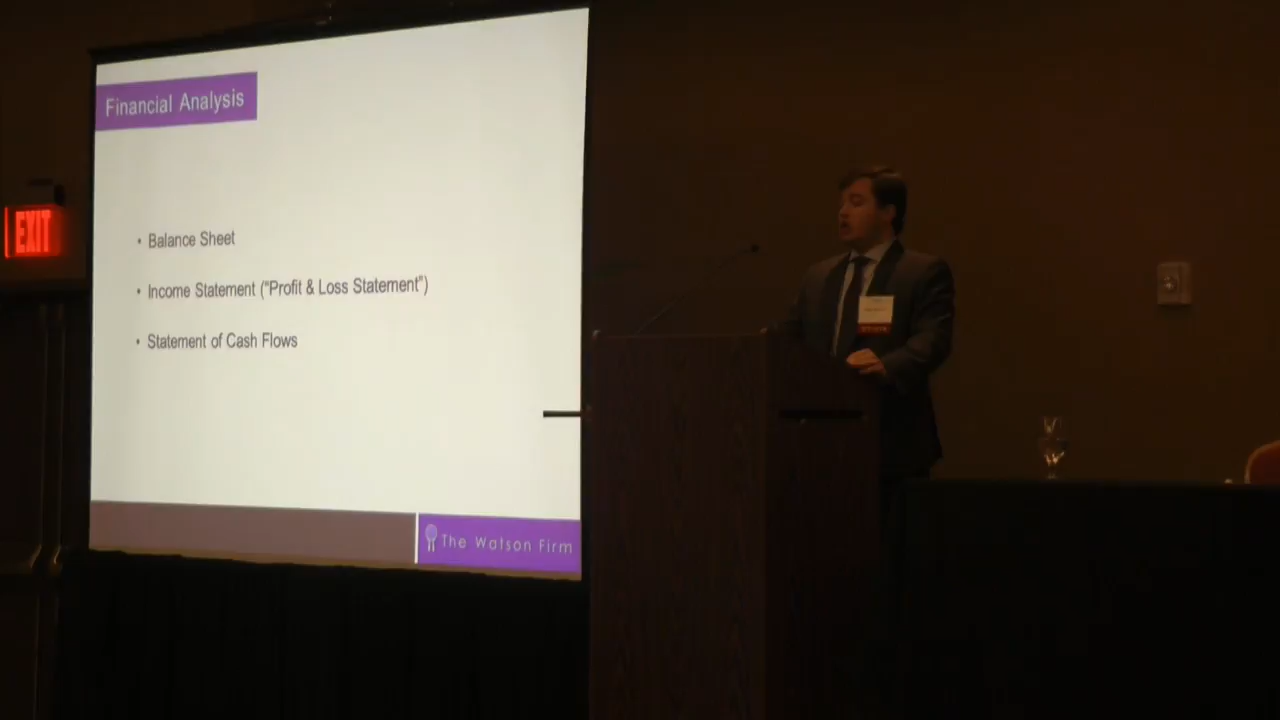 Financial Analysis
• Balance Sheet
• Income Statement ("Profit & Loss Statement")
• Statement of Cash Flows
The Watson Firm
EXIT